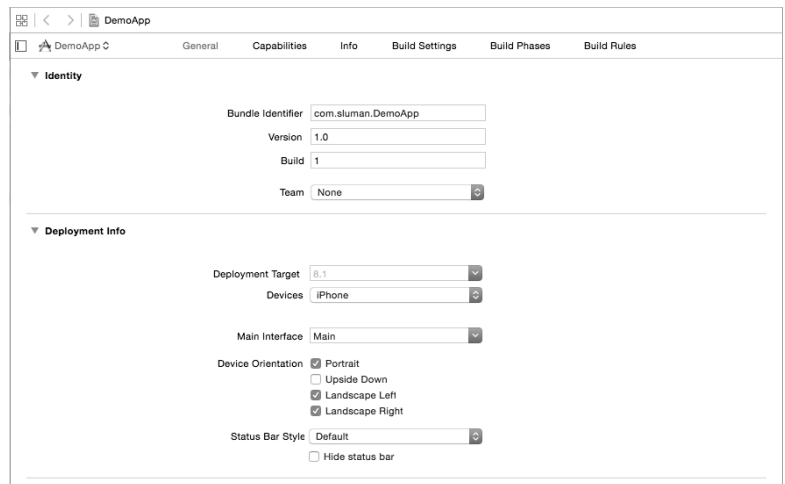 DemoApp
DemoApp General Capabilities Info Build Settings Build Phases Build Rules
Identity
Bundle Identifier com.sluman.DemoApp
Version 1.0
Build 1
Team None
Deployment Info
Deployment Target 8.1
Devices iPhone
Main Interface Main
Device Orientation Portrait
Upside Down
Landscape Left
Landscape Right
Status Bar Style Default
Hide status bar